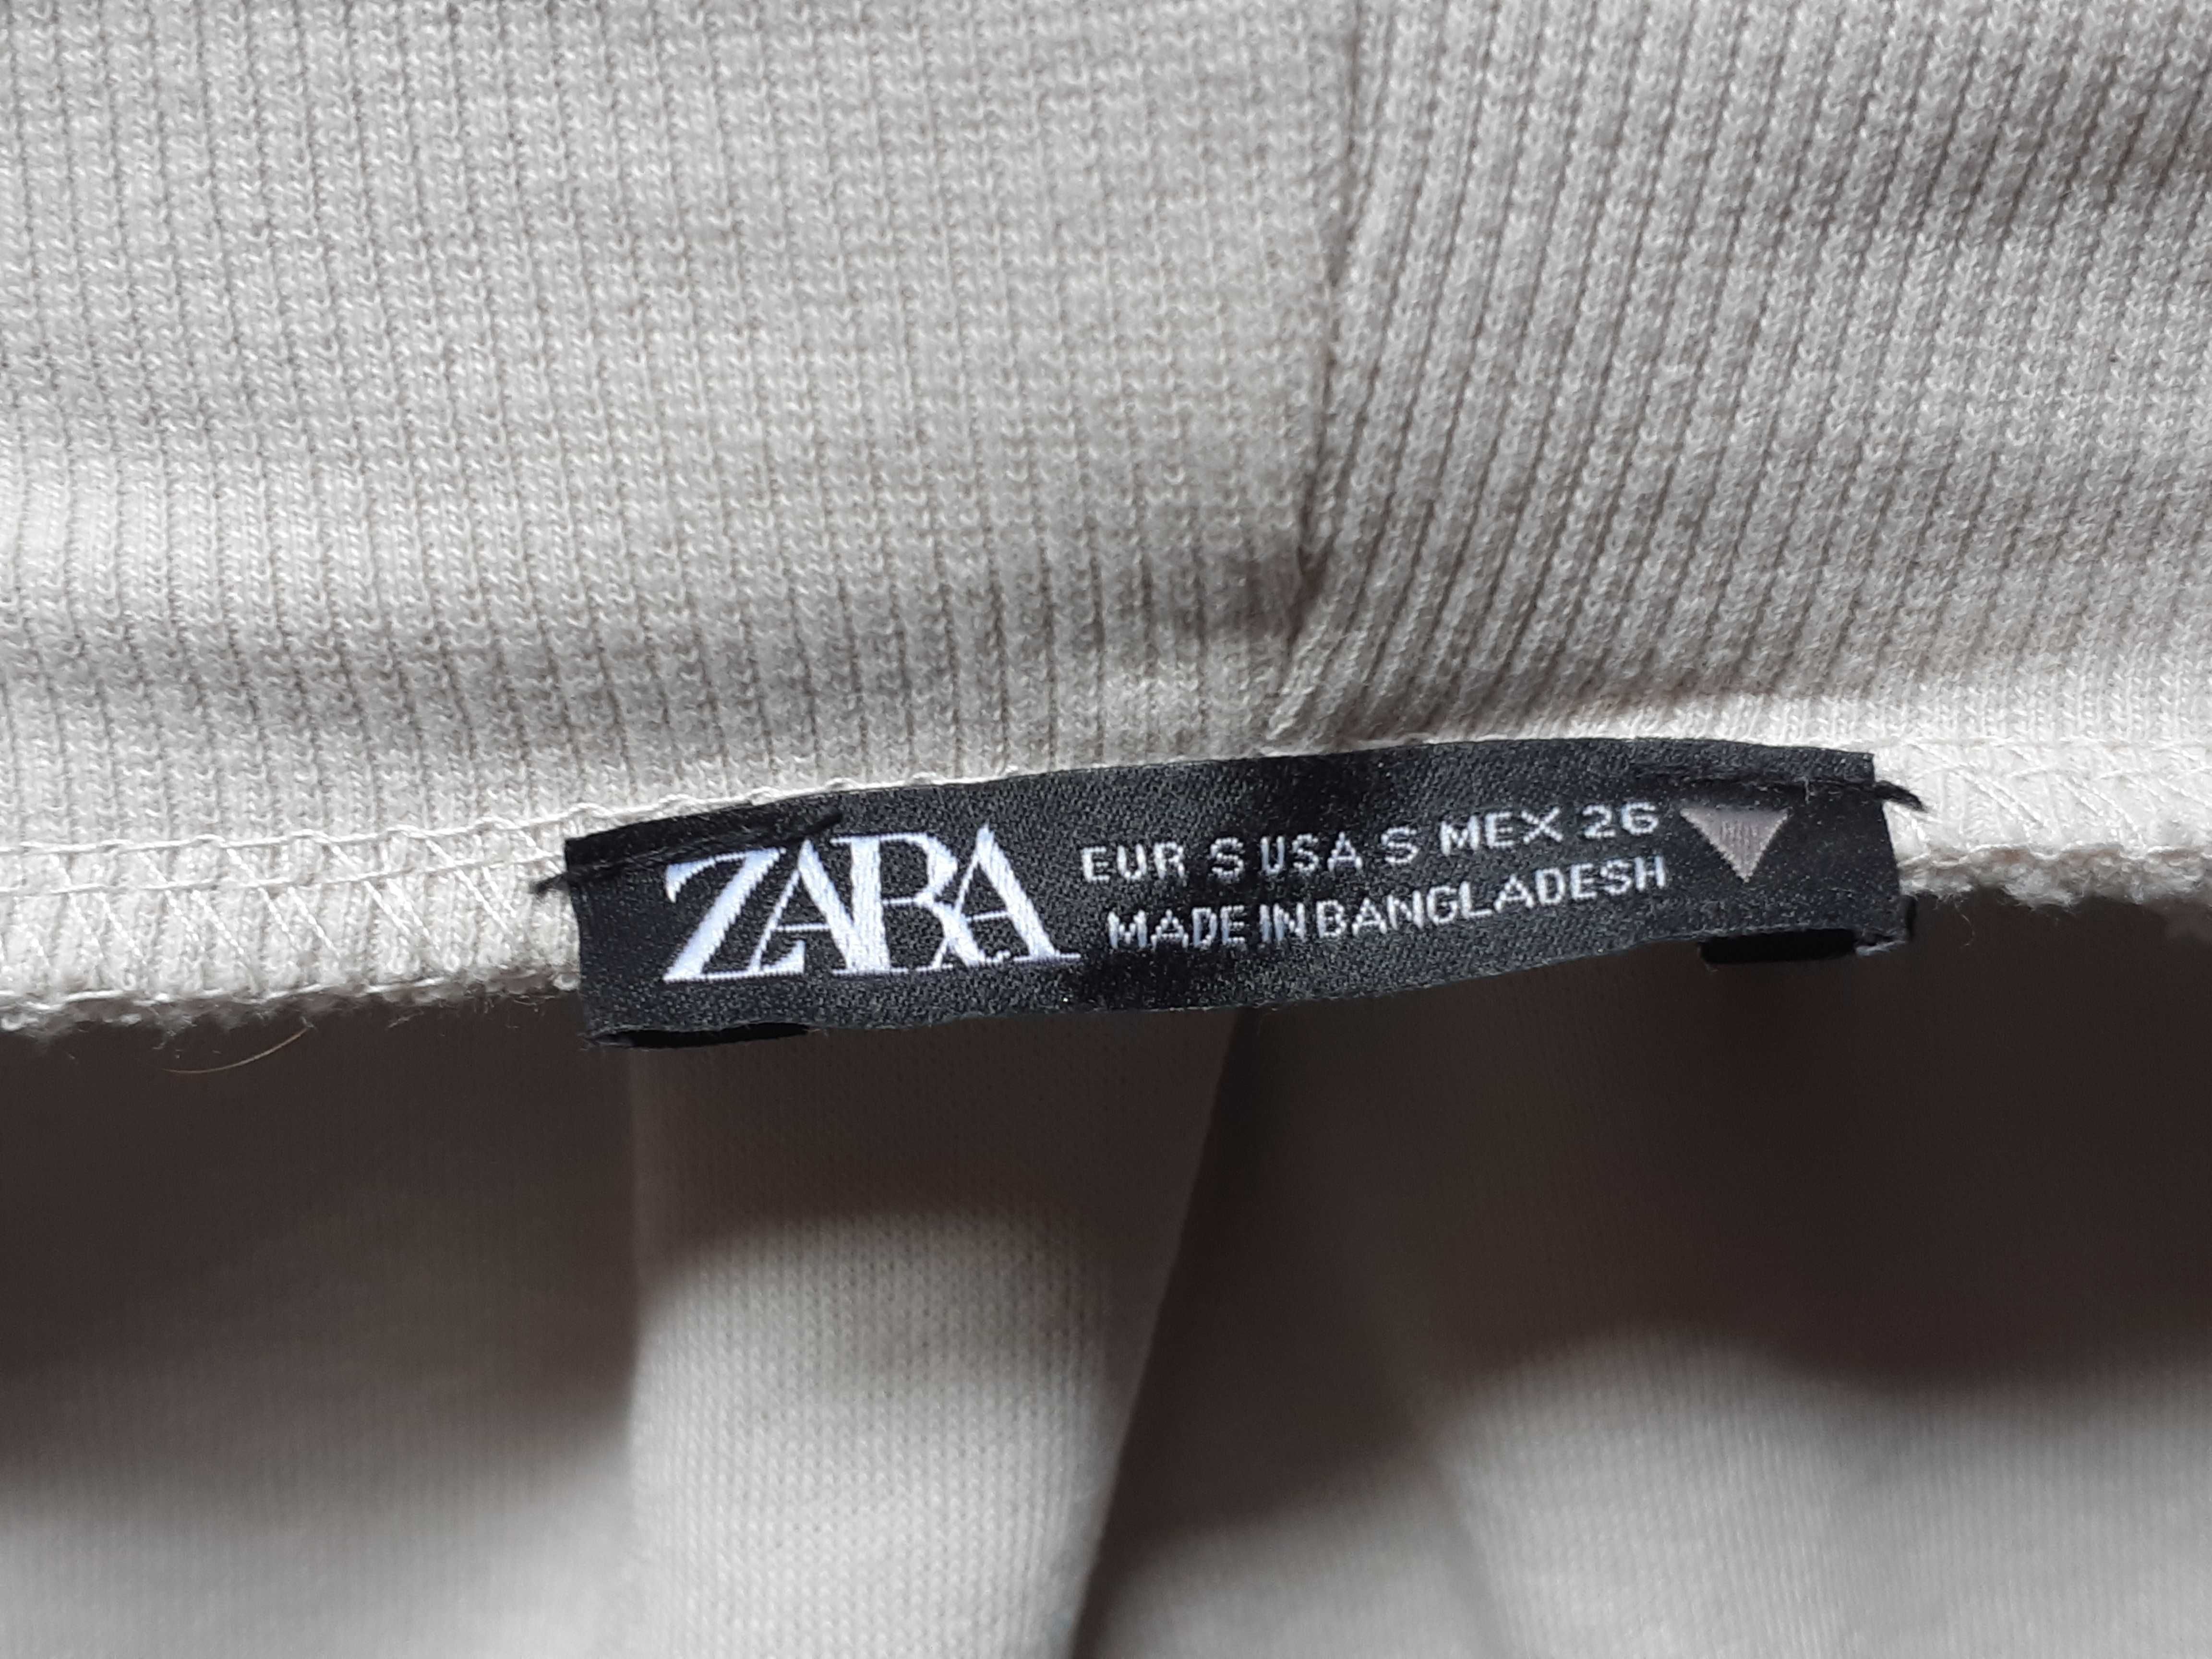 ZARA
EUR S USA S MEX 26
MADE IN BANGLADESH